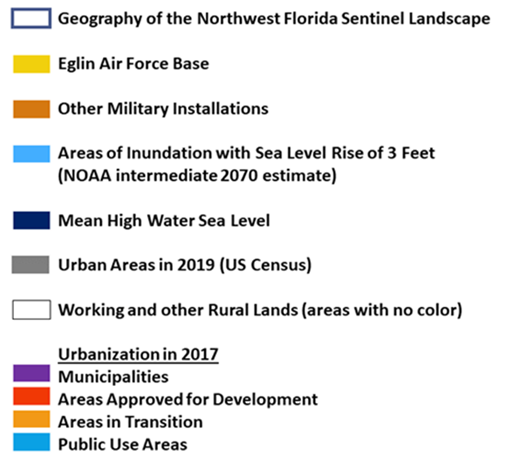 Geography of the Northwest Florida Sentinel Landscape
Eglin Air Force Base
Other Military Installations
Areas of Inundation with Sea Level Rise of 3 Feet
(NOAA intermediate 2070 estimate)
Mean High Water Sea Level
Urban Areas in 2019 (US Census)
Working and other Rural Lands (areas with no color)
Urbanization in 2017
Municipalities
Areas Approved for Development
Areas in Transition
Public Use Areas